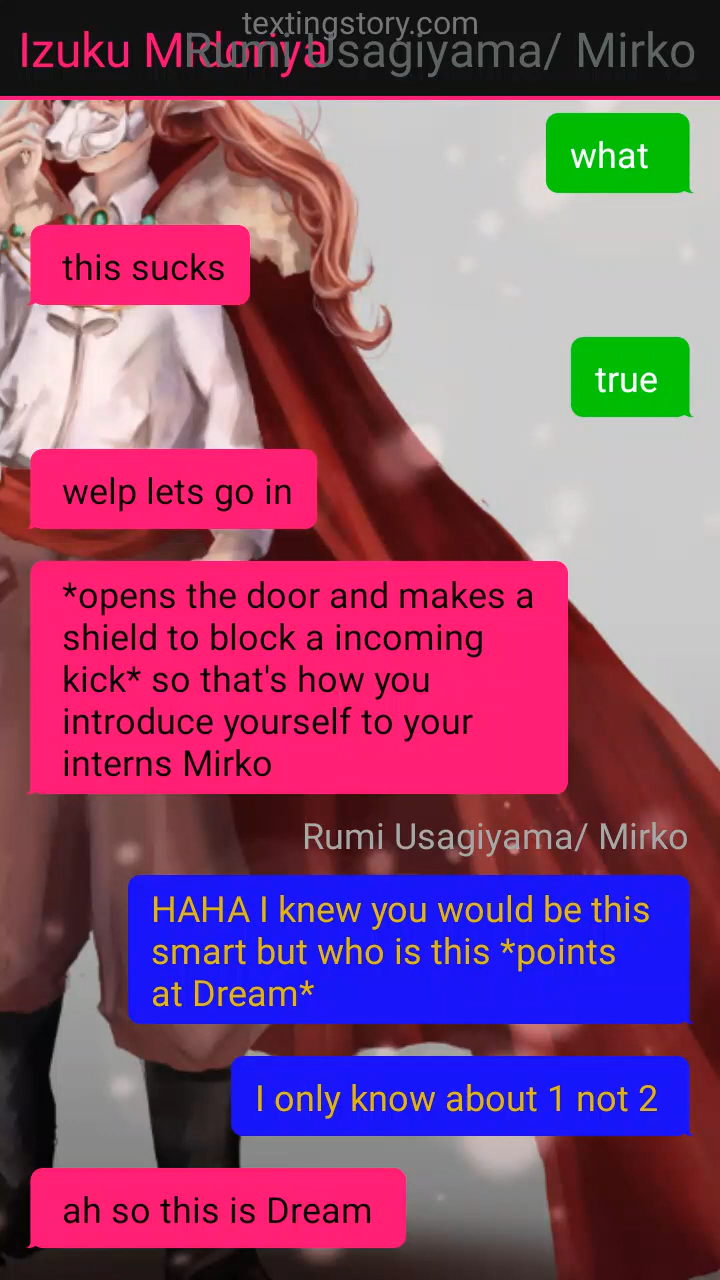 textingstory.com
Izuku Midoriya
Rumi Usagiyama/ Mirko
what
this sucks
true
welp lets go in
*opens the door and makes a
shield to block a incoming
kick* so that's how you
introduce yourself to your
interns Mirko
Rumi Usagiyama/ Mirko
HAHA I knew you would be this
smart but who is this *points
at Dream*
I only know about 1 not 2
ah so this is Dream